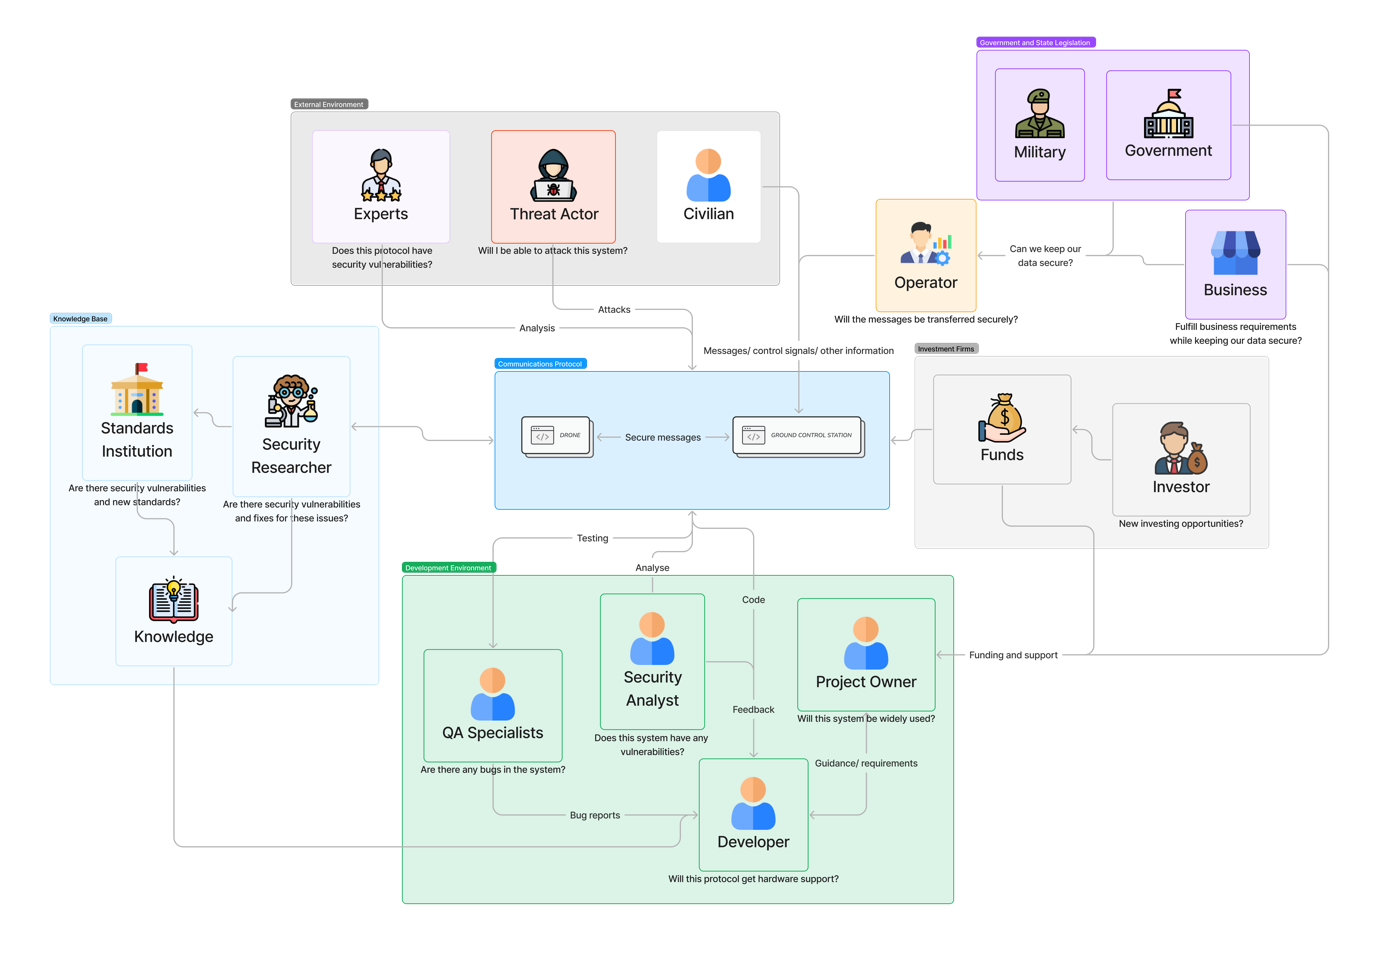 Government and State Legislation
Military
Government
External Environment
Experts
Does this protocol have
security vulnerabilities?
Threat Actor
Will I be able to attack this system?
Civilian
Operator
Will the messages be transferred securely?
Can we keep our
data secure?
Business
Fulfill business requirements
while keeping our data secure?
Attacks
Analysis
Messages/ control signals/ other information
Knowledge Base
Standards
Institution
Are there security vulnerabilities
and new standards?
Security
Researcher
Are there security vulnerabilities
and fixes for these issues?
Knowledge
Communications Protocol
DRONE
Secure messages
GROUND CONTROL STATION
Investment Firms
Funds
Investor
New investing opportunities?
Testing
Analyse
Code
Development Environment
QA Specialists
Are there any bugs in the system?
Security
Analyst
Does this system have any
vulnerabilities?
Project Owner
Will this system be widely used?
Funding and support
Feedback
Guidance/ requirements
Bug reports
Developer
Will this protocol get hardware support?